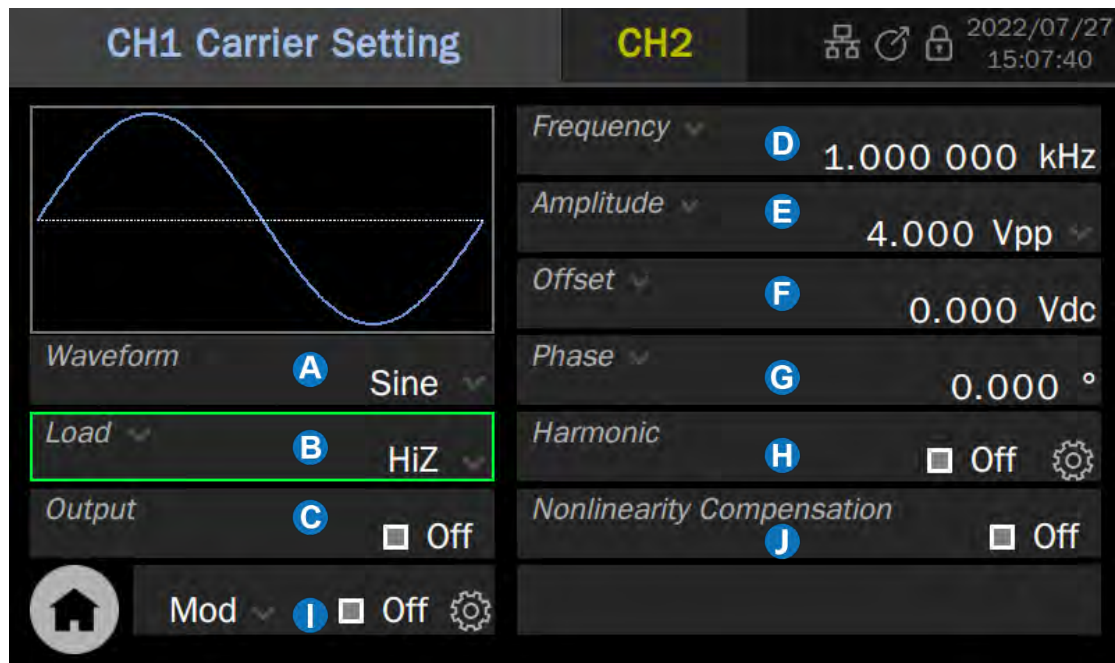 CH1 Carrier Setting
CH2
2022/07/27
15:07:40
Waveform
A
Sine
Load
B
HiZ
Output
C
Off
Mod
I
Off
Frequency
D
1.000 000 kHz
Amplitude
E
4.000 Vpp
Offset
F
0.000 Vdc
Phase
G
0.000 °
Harmonic
H
Off
Nonlinearity Compensation
J
Off